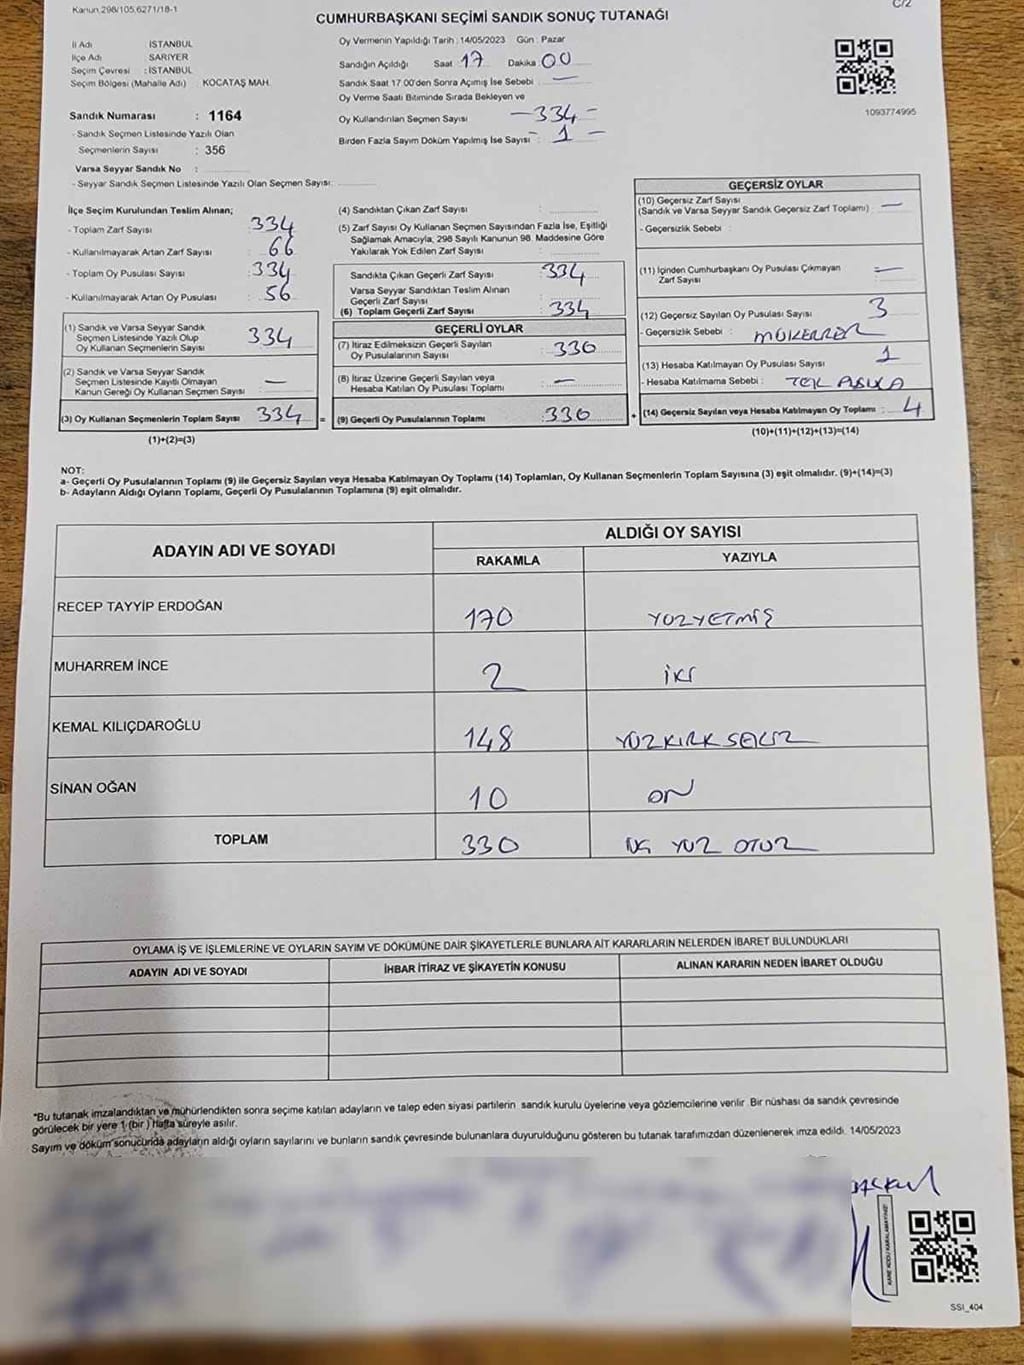 Kanun,298/105,6271/18-1
C/2
CUMHURBAŞKANI SEÇİMİ SANDIK SONUÇ TUTANAĞI
İl Adı İSTANBUL
İlçe Adı SARIYER
Seçim Çevresi : İSTANBUL
Seçim Bölgesi (Mahalle Adı) : KOCATAŞ MAH.
Sandık Numarası : 1164
- Sandık Seçmen Listesinde Yazılı Olan
Seçmenlerin Sayısı : 356
Varsa Seyyar Sandık No :
- Seyyar Sandık Seçmen Listesinde Yazılı Olan Seçmen Sayısı:
Oy Vermenin Yapıldığı Tarih : 14/05/2023 Gün : Pazar
Sandığın Açıldığı Saat 17 Dakika 00
Sandık Saat 17:00'den Sonra Açımış İse Sebebi : —
Oy Verme Saati Bitiminde Sırada Bekleyen ve
Oy Kullandırılan Seçmen Sayısı : —334—
Birden Fazla Sayım Döküm Yapılmış İse Sayısı : — 1 —
1093774995
İlçe Seçim Kurulundan Teslim Alınan;
- Toplam Zarf Sayısı : 334
- Kullanılmayarak Artan Zarf Sayısı : 66
- Toplam Oy Pusulası Sayısı : 334
- Kullanılmayarak Artan Oy Pusulası : 56
(1) Sandık ve Varsa Seyyar Sandık
Seçmen Listesinde Yazılı Olup
Oy Kullanan Seçmenlerin Sayısı : 334
(2) Sandık ve Varsa Seyyar Sandık
Seçmen Listesinde Kayıtlı Olmayan
Kanun Gereği Oy Kullanan Seçmen Sayısı : —
(3) Oy Kullanan Seçmenlerin Toplam Sayısı : 334 =
(1)+(2)=(3)
(4) Sandıktan Çıkan Zarf Sayısı :
(5) Zarf Sayısı Oy Kullanan Seçmen Sayısından Fazla İse, Eşitliği
Sağlamak Amacıyla, 298 Sayılı Kanunun 98. Maddesine Göre
Yakılarak Yok Edilen Zarf Sayısı :
Sandıkta Çıkan Geçerli Zarf Sayısı : 334
Varsa Seyyar Sandıktan Teslim Alınan
Geçerli Zarf Sayısı :
(6) Toplam Geçerli Zarf Sayısı : 334
GEÇERLİ OYLAR
(7) İtiraz Edilmeksizin Geçerli Sayılan
Oy Pusulalarının Sayısı : 330
(8) İtiraz Üzerine Geçerli Sayılan veya
Hesaba Katılan Oy Pusulası Toplamı : —
(9) Geçerli Oy Pusulalarının Toplamı : 330 +
GEÇERSİZ OYLAR
(10) Geçersiz Zarf Sayısı
(Sandık ve Varsa Seyyar Sandık Geçersiz Zarf Toplamı) : —
- Geçersizlik Sebebi :
(11) İçinden Cumhurbaşkanı Oy Pusulası Çıkmayan
Zarf Sayısı : —
(12) Geçersiz Sayılan Oy Pusulası Sayısı : 3
- Geçersizlik Sebebi : MÜKERRER
(13) Hesaba Katılmayan Oy Pusulası Sayısı : 1
- Hesaba Katılmama Sebebi : TEK PUSULA
(14) Geçersiz Sayılan veya Hesaba Katılmayan Oy Toplamı : 4
(10)+(11)+(12)+(13)=(14)
NOT:
a- Geçerli Oy Pusulalarının Toplamı (9) ile Geçersiz Sayılan veya Hesaba Katılmayan Oy Toplamı (14) Toplamları, Oy Kullanan Seçmenlerin Toplam Sayısına (3) eşit olmalıdır. (9)+(14)=(3)
b- Adayların Aldığı Oyların Toplamı, Geçerli Oy Pusulalarının Toplamına (9) eşit olmalıdır.
ADAYIN ADI VE SOYADI ALDIĞI OY SAYISI
RAKAMLA YAZIYLA
RECEP TAYYİP ERDOĞAN 170 YÜZYETMİŞ
MUHARREM İNCE 2 İKİ
KEMAL KILIÇDAROĞLU 148 YÜZKIRKSEKİZ
SİNAN OĞAN 10 ON
TOPLAM 330 ÜÇ YÜZ OTUZ
OYLAMA İŞ VE İŞLEMLERİNE VE OYLARIN SAYIM VE DÖKÜMÜNE DAİR ŞİKAYETLERLE BUNLARA AİT KARARLARIN NELERDEN İBARET BULUNDUKLARI
ADAYIN ADI VE SOYADI İHBAR İTİRAZ VE ŞİKAYETİN KONUSU ALINAN KARARIN NEDEN İBARET OLDUĞU
"Bu tutanak imzalandıktan ve mühürlendikten sonra seçime katılan adayların ve talep eden siyasi partilerin sandık kurulu üyelerine veya gözlemcilerine verilir. Bir nüshası da sandık çevresinde
görülecek bir yere 1 (bir) hafta süreyle asılır.
Sayım ve döküm sonucunda adayların aldığı oyların sayılarını ve bunların sandık çevresinde bulunanlara duyurulduğunu gösteren bu tutanak tarafımızdan düzenlenerek imza edildi. 14/05/2023
KARE KODU KARALAMAYINIZ!
SSI_404